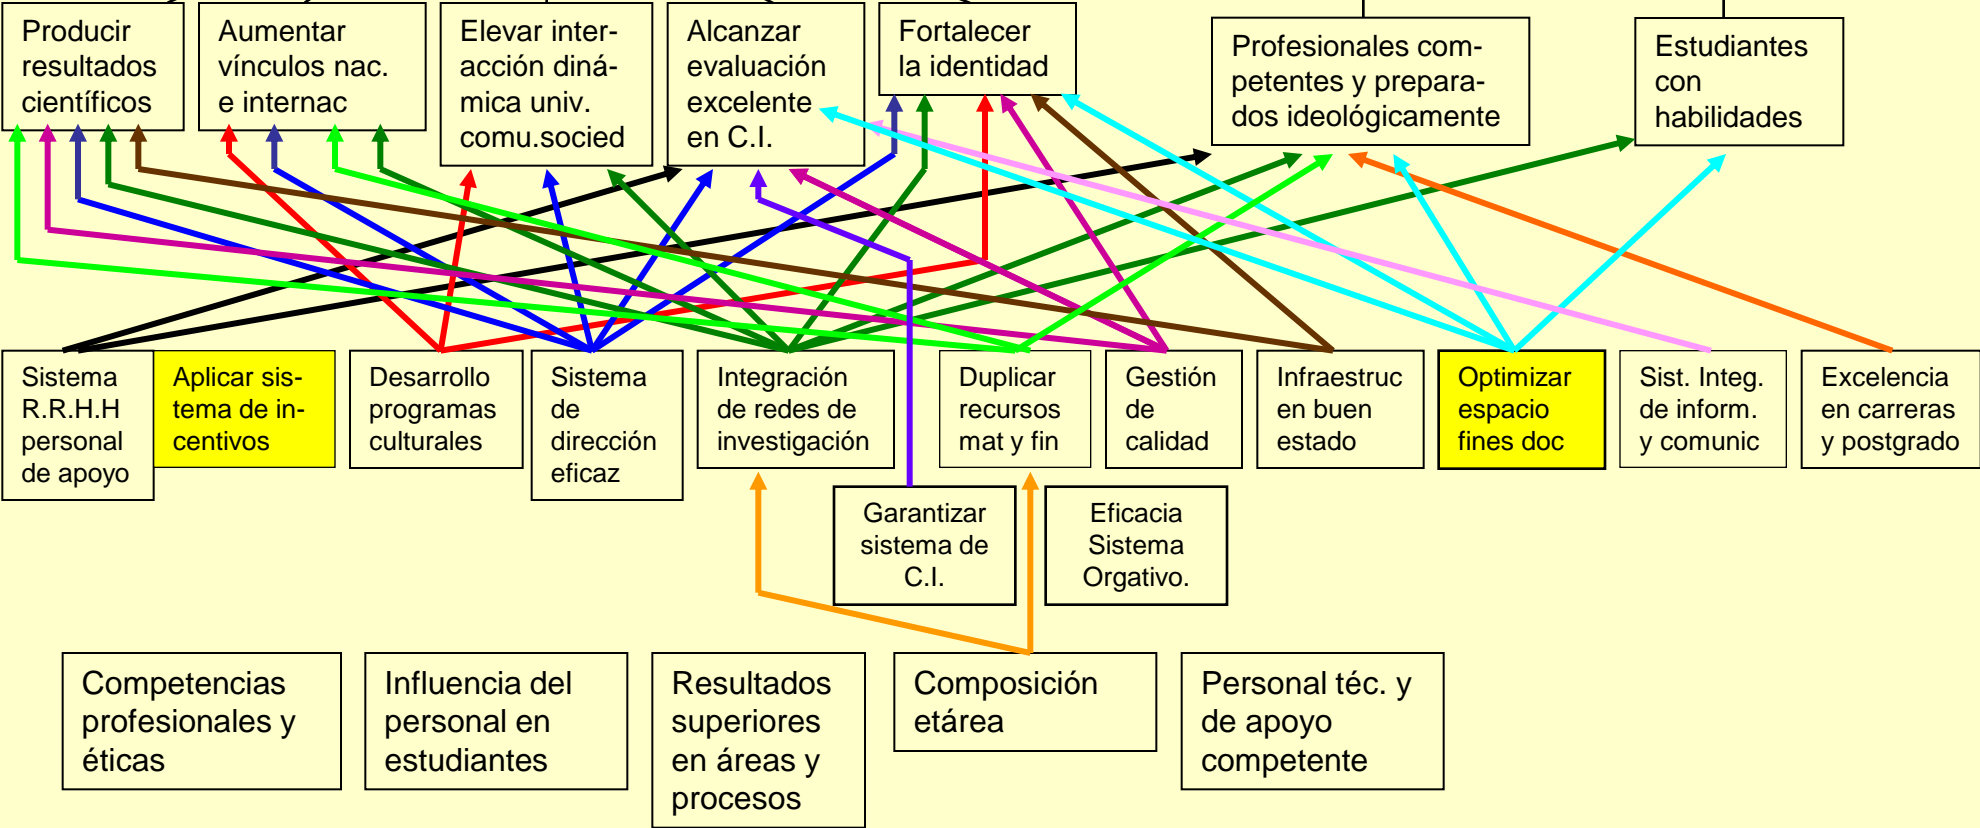 Producir
resultados
científicos
Aumentar
vínculos nac.
e internac
Elevar inter-
acción diná-
mica univ.
comu.socied
Alcanzar
evaluación
excelente
en C.I.
Fortalecer
la identidad
Profesionales com-
petentes y prepara-
dos ideológicamente
Estudiantes
con
habilidades
Sistema
R.R.H.H
personal
de apoyo
Aplicar sis-
tema de in-
centivos
Desarrollo
programas
culturales
Sistema
de
dirección
eficaz
Integración
de redes de
investigación
Duplicar
recursos
mat y fin
Gestión
de
calidad
Infraestruc
en buen
estado
Optimizar
espacio
fines doc
Sist. Integ.
de inform.
y comunic
Excelencia
en carreras
y postgrado
Garantizar
sistema de
C.I.
Eficacia
Sistema
Orgativo.
Competencias
profesionales y
éticas
Influencia del
personal en
estudiantes
Resultados
superiores
en áreas y
procesos
Composición
etárea
Personal téc. y
de apoyo
competente